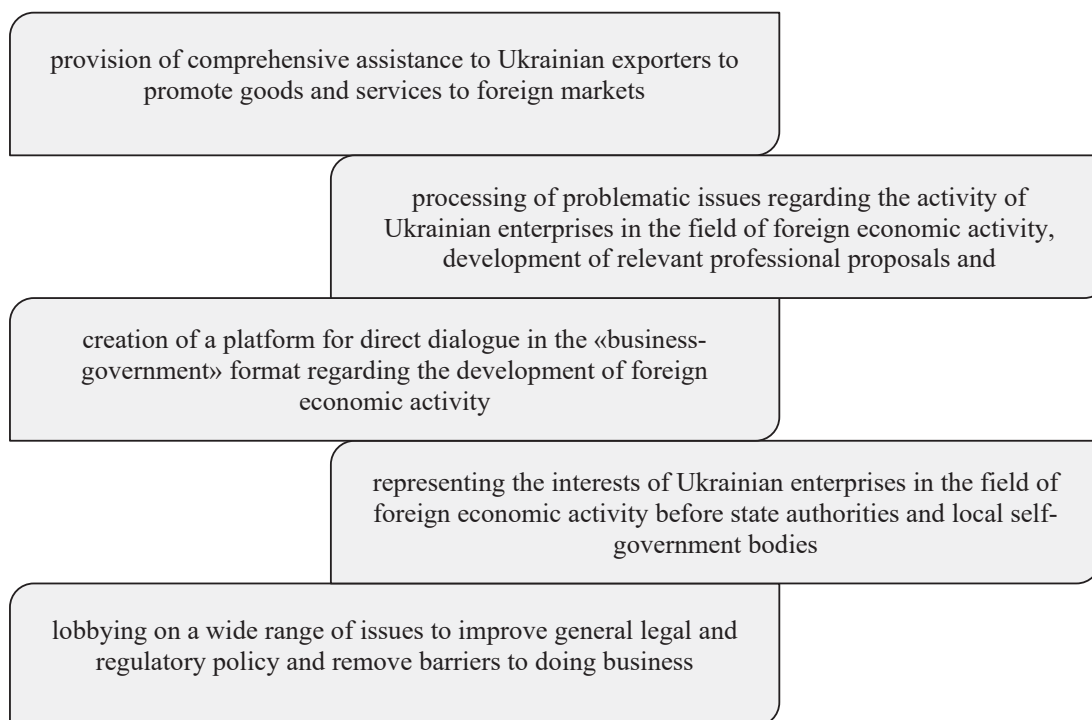 provision of comprehensive assistance to Ukrainian exporters to
promote goods and services to foreign markets
processing of problematic issues regarding the activity of
Ukrainian enterprises in the field of foreign economic activity,
development of relevant professional proposals and
creation of a platform for direct dialogue in the «business-
government» format regarding the development of foreign
economic activity
representing the interests of Ukrainian enterprises in the field of
foreign economic activity before state authorities and local self-
government bodies
lobbying on a wide range of issues to improve general legal and
regulatory policy and remove barriers to doing business